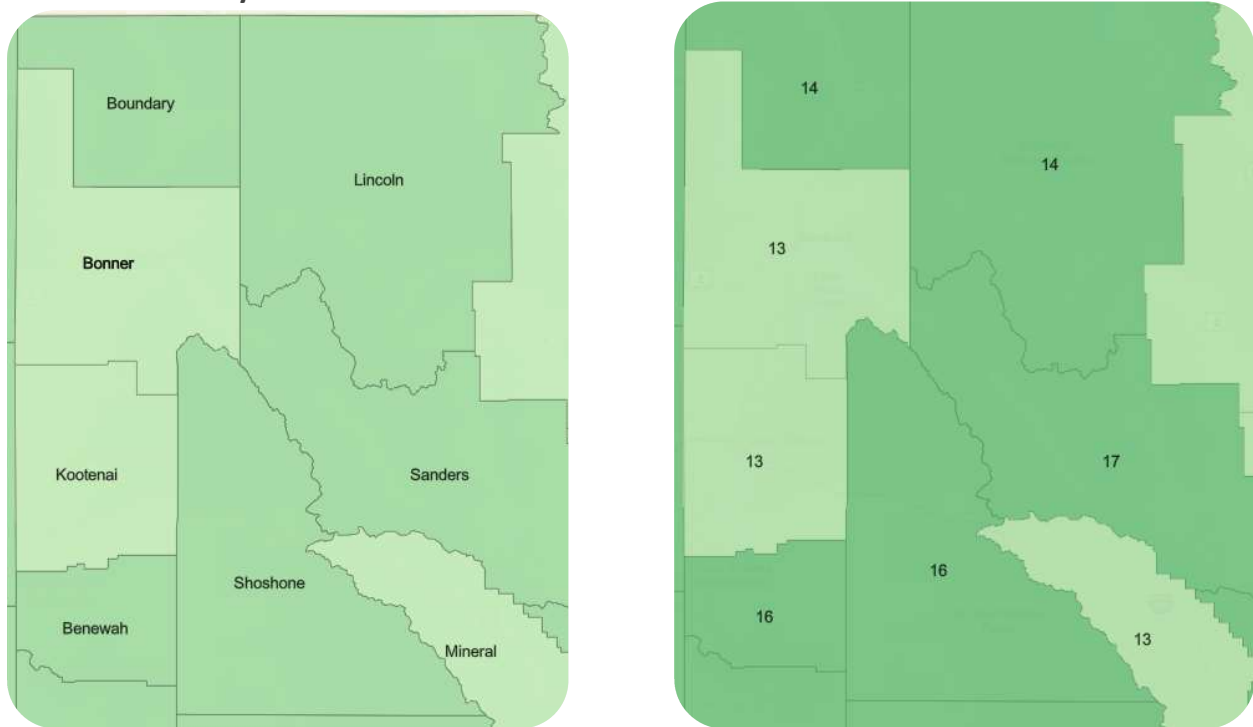 Boundary
Lincoln
Bonner
Kootenai
Sanders
Shoshone
Benewah
Mineral
14
14
13
13
17
16
16
13